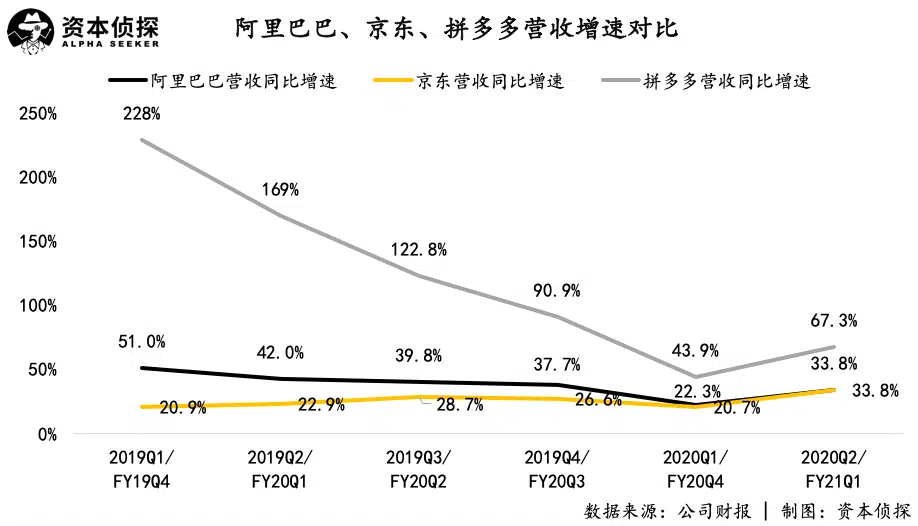 资本侦探
ALPHA SEEKER
阿里巴巴、京东、拼多多营收增速对比
阿里巴巴营收同比增速 京东营收同比增速 拼多多营收同比增速
250%
200%
150%
100%
50%
0%
228%
169%
122.8%
90.9%
43.9%
67.3%
51.0%
42.0%
39.8%
37.7%
22.3%
33.8%
20.9%
22.9%
28.7%
26.6%
20.7%
33.8%
2019Q1/
FY19Q4
2019Q2/
FY20Q1
2019Q3/
FY20Q2
2019Q4/
FY20Q3
2020Q1/
FY20Q4
2020Q2/
FY21Q1
数据来源：公司财报 | 制图：资本侦探